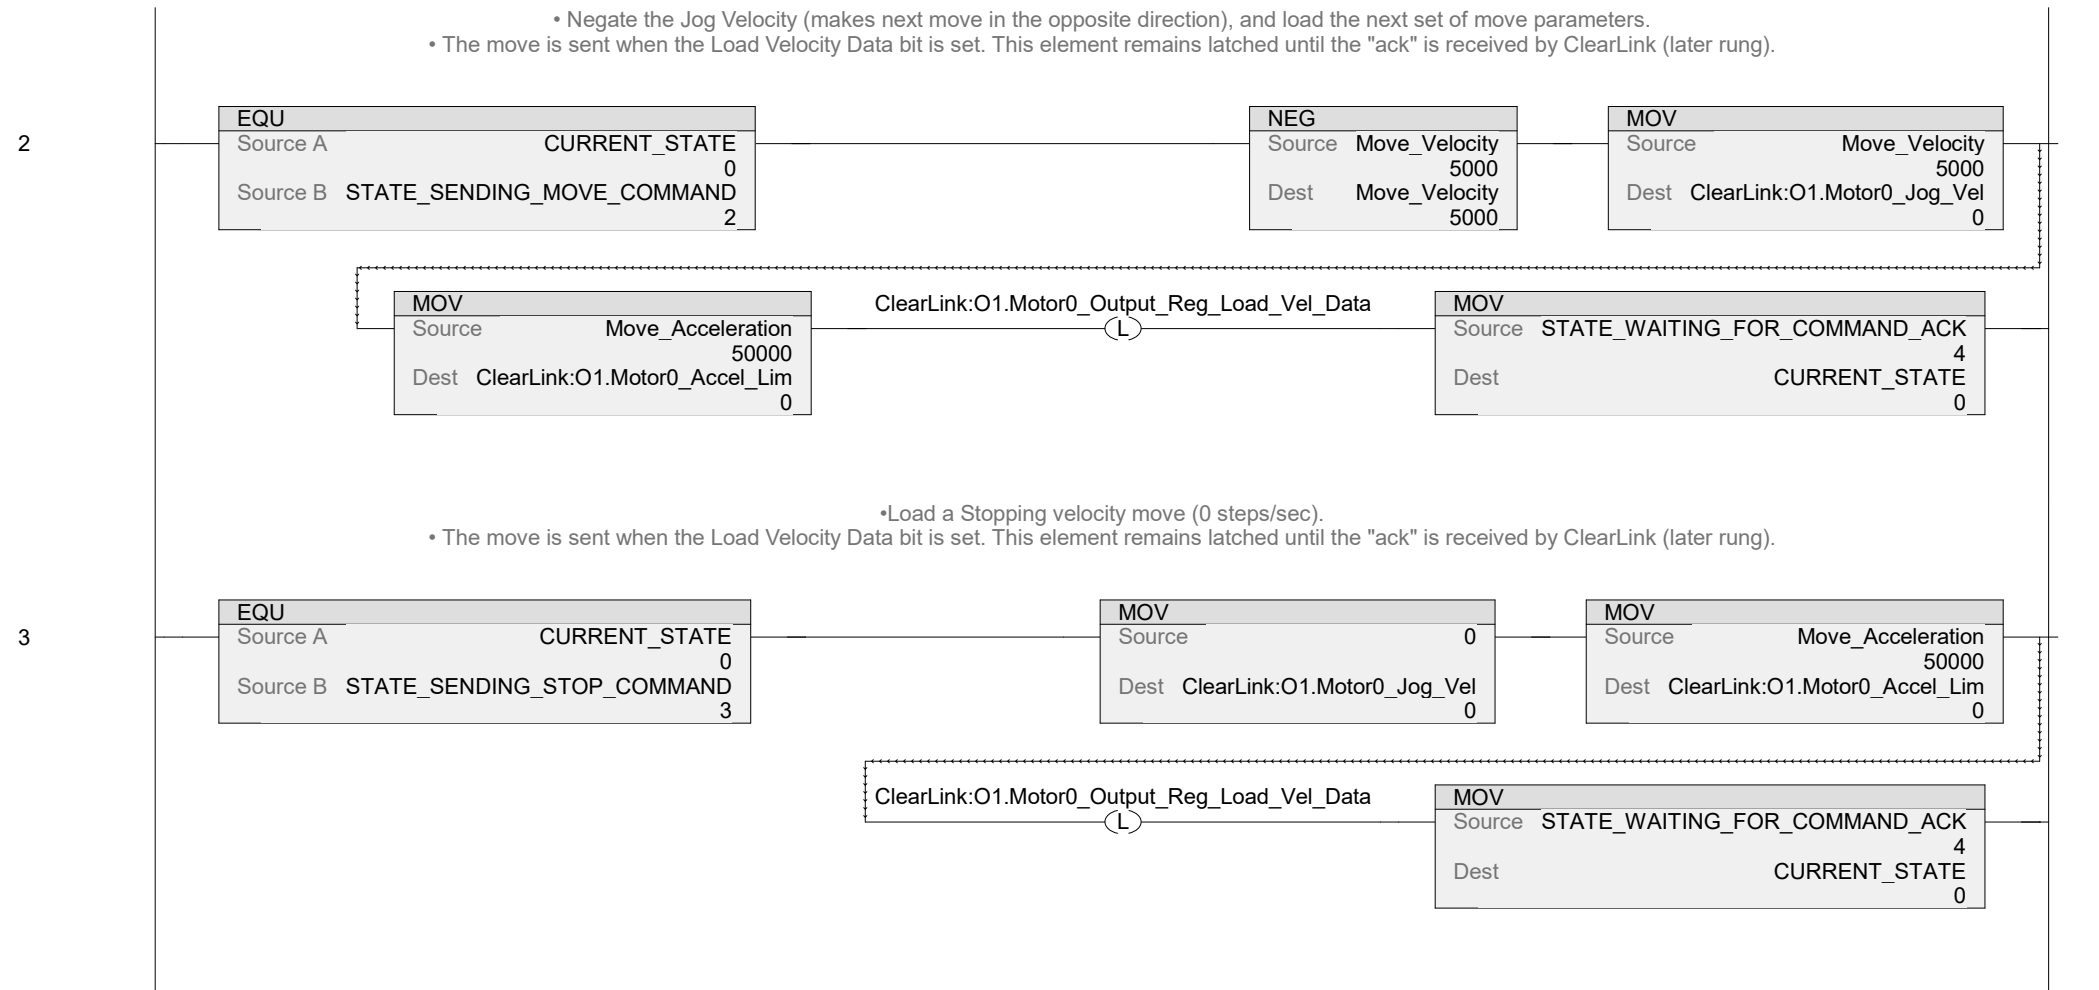 • Negate the Jog Velocity (makes next move in the opposite direction), and load the next set of move parameters.
• The move is sent when the Load Velocity Data bit is set. This element remains latched until the "ack" is received by ClearLink (later rung).
2
EQU
Source A CURRENT_STATE
0
Source B STATE_SENDING_MOVE_COMMAND
2
NEG
Source Move_Velocity
5000
Dest Move_Velocity
5000
MOV
Source Move_Velocity
5000
Dest ClearLink:O1.Motor0_Jog_Vel
0
MOV
Source Move_Acceleration
50000
Dest ClearLink:O1.Motor0_Accel_Lim
0
ClearLink:O1.Motor0_Output_Reg_Load_Vel_Data
L
MOV
Source STATE_WAITING_FOR_COMMAND_ACK
4
Dest CURRENT_STATE
0
•Load a Stopping velocity move (0 steps/sec).
• The move is sent when the Load Velocity Data bit is set. This element remains latched until the "ack" is received by ClearLink (later rung).
3
EQU
Source A CURRENT_STATE
0
Source B STATE_SENDING_STOP_COMMAND
3
MOV
Source 0
Dest ClearLink:O1.Motor0_Jog_Vel
0
MOV
Source Move_Acceleration
50000
Dest ClearLink:O1.Motor0_Accel_Lim
0
ClearLink:O1.Motor0_Output_Reg_Load_Vel_Data
L
MOV
Source STATE_WAITING_FOR_COMMAND_ACK
4
Dest CURRENT_STATE
0